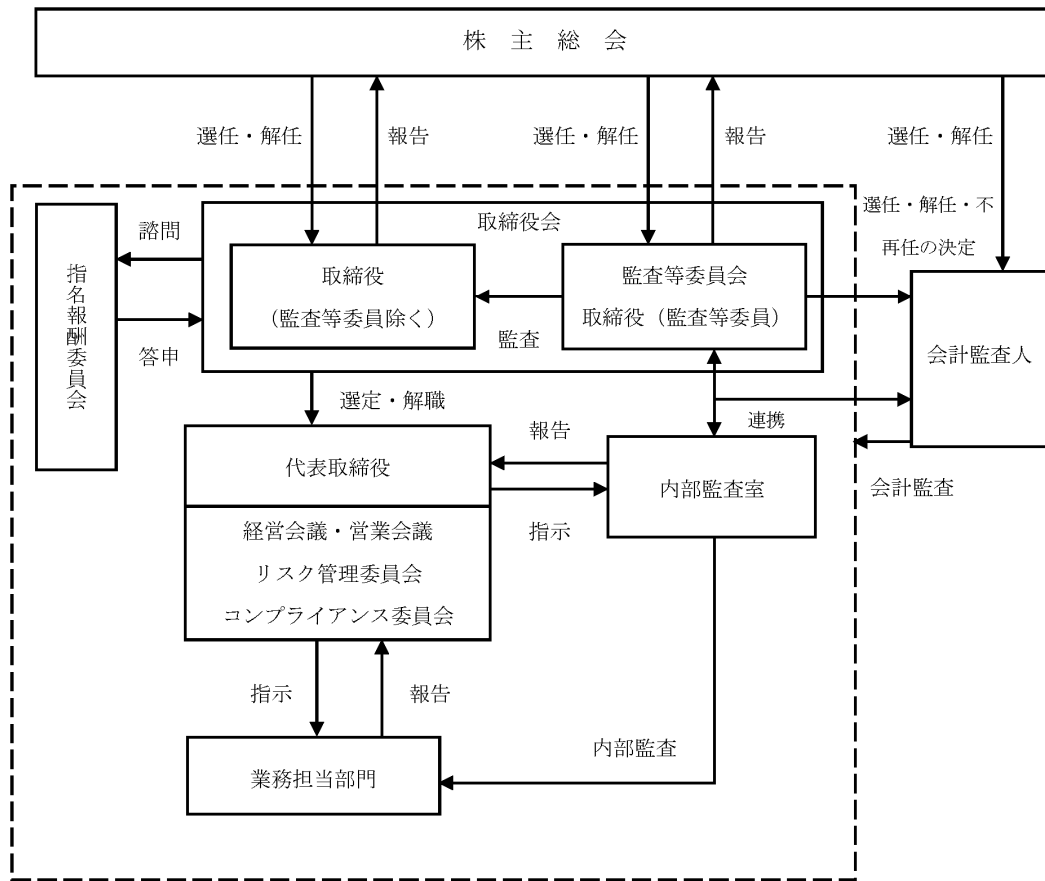 株 主 総 会
選任・解任
報告
選任・解任
報告
選任・解任
選任・解任・不
再任の決定
指名報酬委員会
諮問
答申
取締役会
取締役
（監査等委員除く）
監査
監査等委員会
取締役（監査等委員）
会計監査人
選定・解職
連携
代表取締役
報告
指示
内部監査室
会計監査
経営会議・営業会議
リスク管理委員会
コンプライアンス委員会
指示
報告
内部監査
業務担当部門